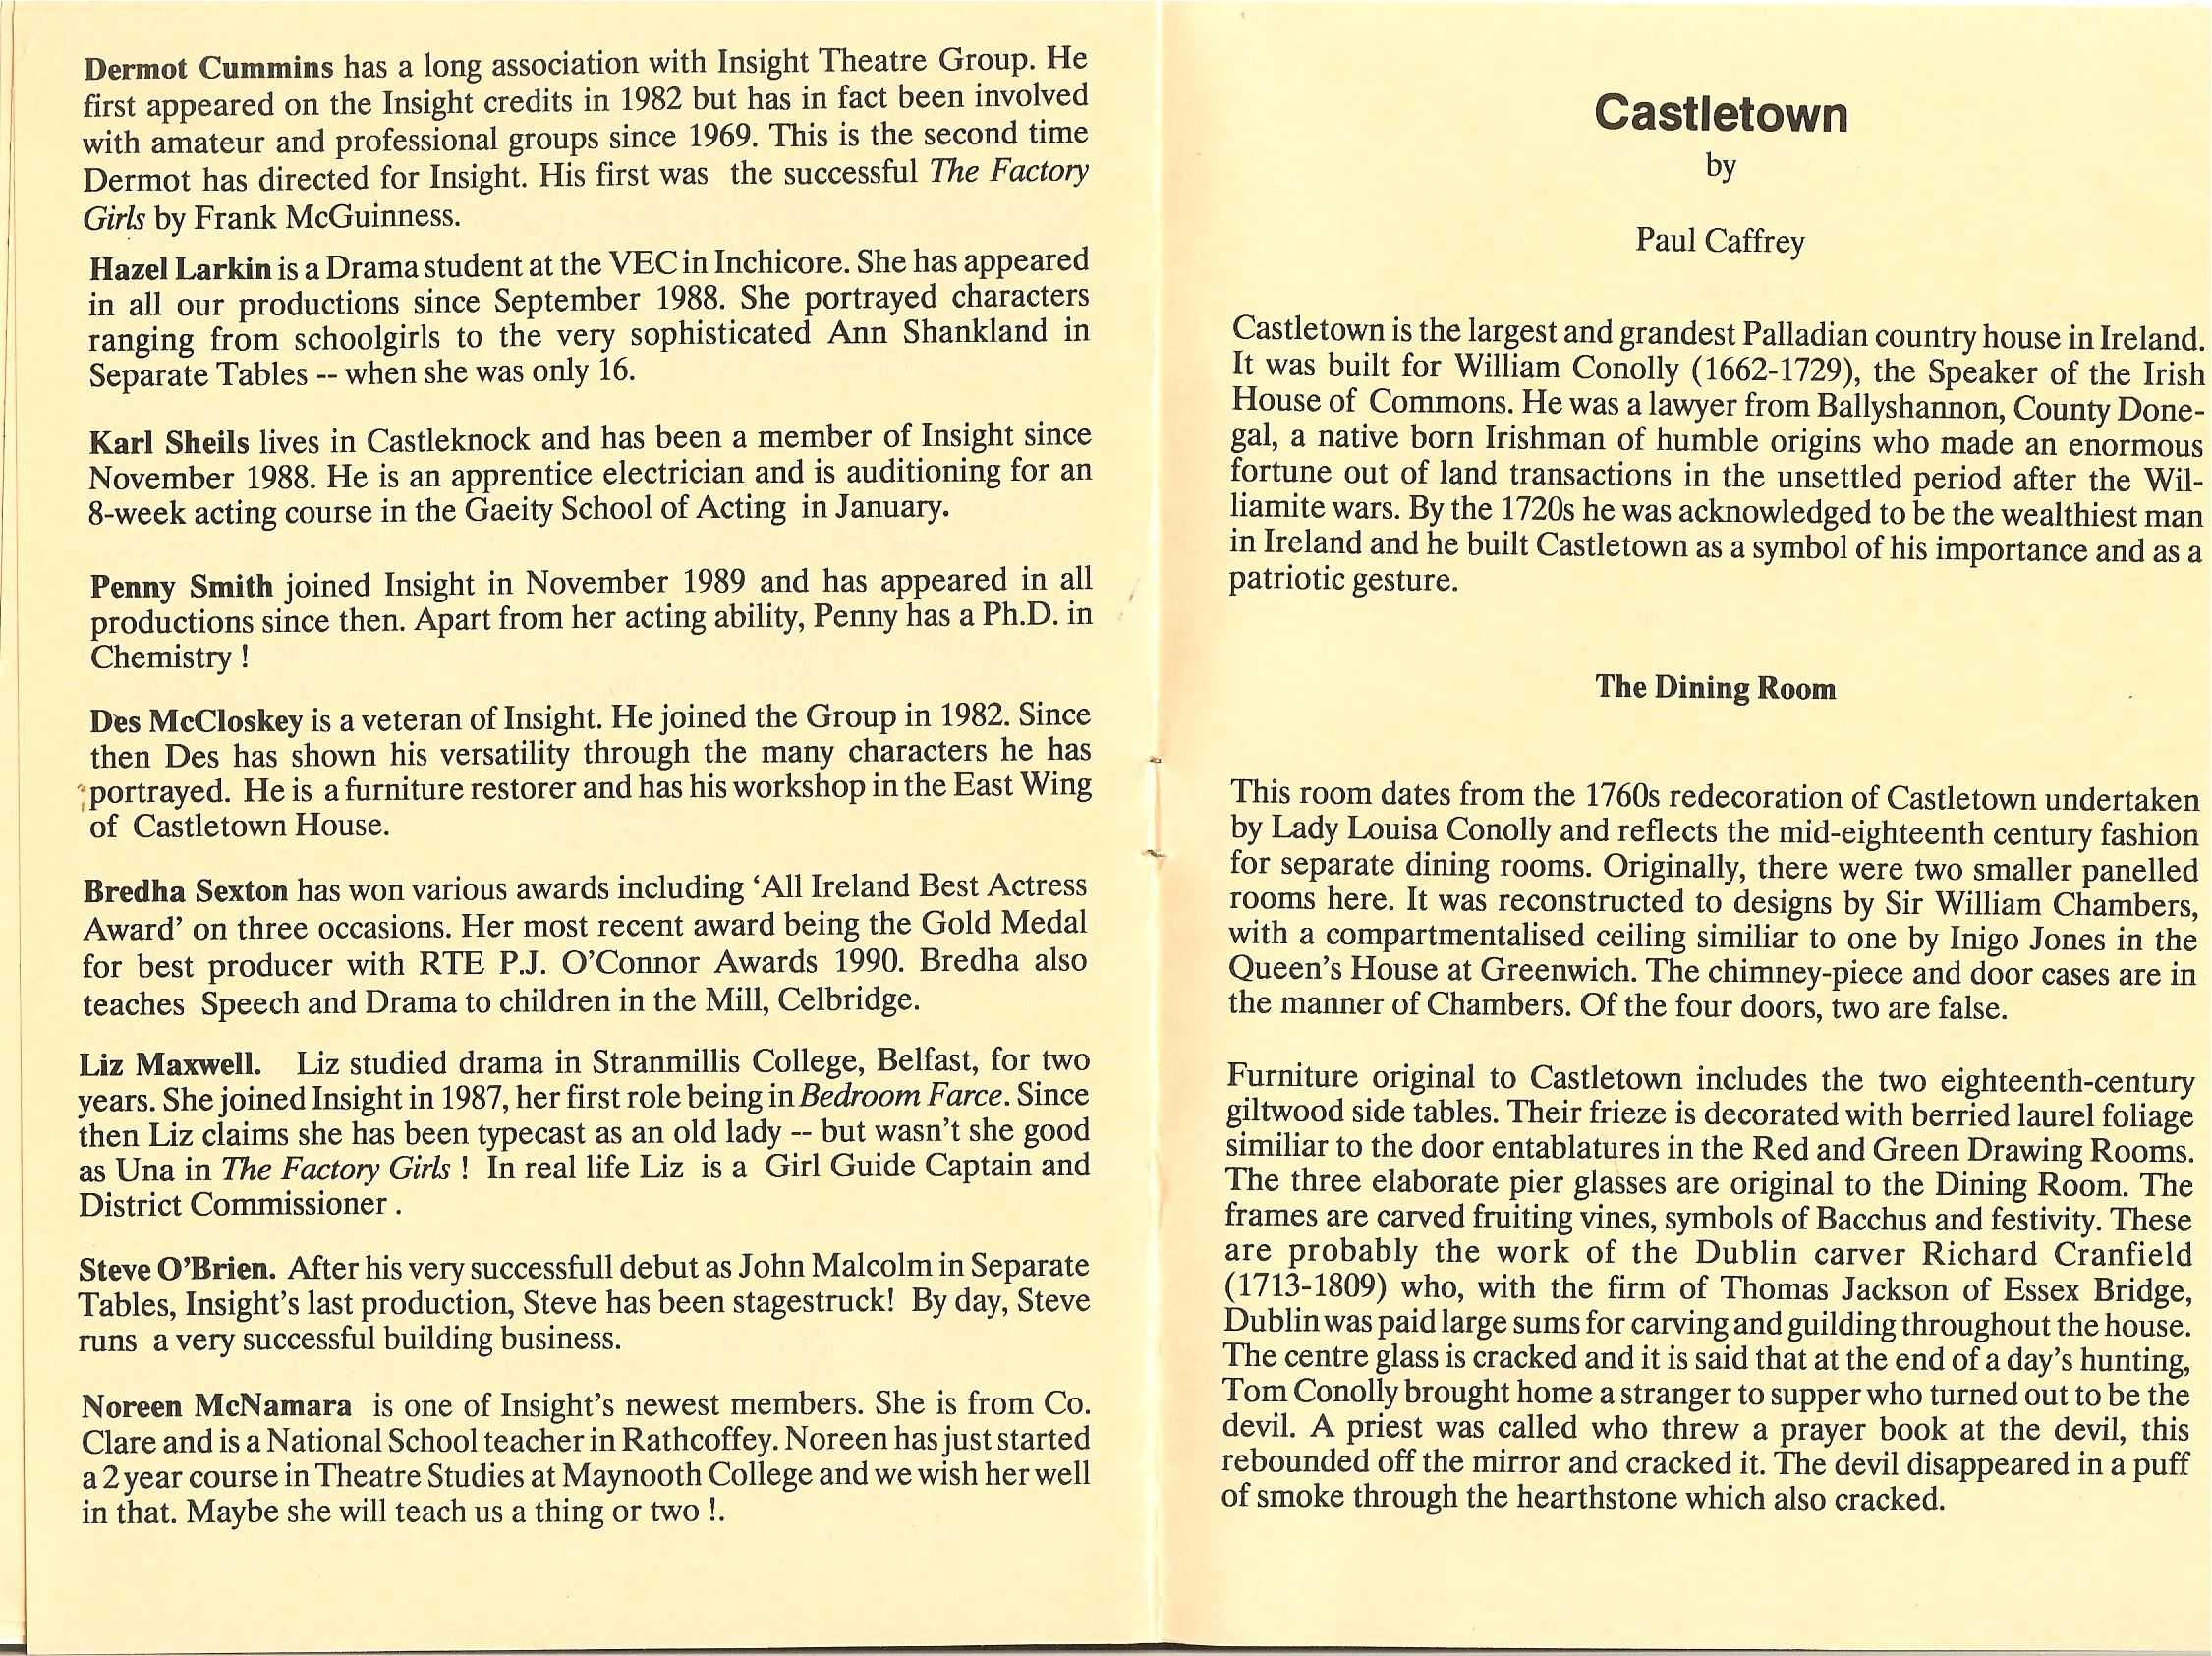 Dermot Cummins has a long association with Insight Theatre Group. He
first appeared on the Insight credits in 1982 but has in fact been involved
with amateur and professional groups since 1969. This is the second time
Dermot has directed for Insight. His first was the successful The Factory
Girls by Frank McGuinness.
Hazel Larkin is a Drama student at the VEC in Inchicore. She has appeared
in all our productions since September 1988. She portrayed characters
ranging from schoolgirls to the very sophisticated Ann Shankland in
Separate Tables -- when she was only 16.
Karl Sheils lives in Castleknock and has been a member of Insight since
November 1988. He is an apprentice electrician and is auditioning for an
8-week acting course in the Gaeity School of Acting in January.
Penny Smith joined Insight in November 1989 and has appeared in all
productions since then. Apart from her acting ability, Penny has a Ph.D. in
Chemistry !
Des McCloskey is a veteran of Insight. He joined the Group in 1982. Since
then Des has shown his versatility through the many characters he has
portrayed. He is a furniture restorer and has his workshop in the East Wing
of Castletown House.
Bredha Sexton has won various awards including ‘All Ireland Best Actress
Award’ on three occasions. Her most recent award being the Gold Medal
for best producer with RTE P.J. O'Connor Awards 1990. Bredha also
teaches Speech and Drama to children in the Mill, Celbridge.
Liz Maxwell. Liz studied drama in Stranmillis College, Belfast, for two
years. She joined Insight in 1987, her first role being in Bedroom Farce. Since
then Liz claims she has been typecast as an old lady -- but wasn't she good
as Una in The Factory Girls ! In real life Liz is a Girl Guide Captain and
District Commissioner .
Steve O'Brien. After his very successfull debut as John Malcolm in Separate
Tables, Insight's last production, Steve has been stagestruck! By day, Steve
runs a very successful building business.
Noreen McNamara is one of Insight's newest members. She is from Co.
Clare and is a National School teacher in Rathcoffey. Noreen has just started
a 2 year course in Theatre Studies at Maynooth College and we wish her well
in that. Maybe she will teach us a thing or two !.
Castletown
by
Paul Caffrey
Castletown is the largest and grandest Palladian country house in Ireland.
It was built for William Conolly (1662-1729), the Speaker of the Irish
House of Commons. He was a lawyer from Ballyshannon, County Done-
gal, a native born Irishman of humble origins who made an enormous
fortune out of land transactions in the unsettled period after the Wil-
liamite wars. By the 1720s he was acknowledged to be the wealthiest man
in Ireland and he built Castletown as a symbol of his importance and as a
patriotic gesture.
The Dining Room
This room dates from the 1760s redecoration of Castletown undertaken
by Lady Louisa Conolly and reflects the mid-eighteenth century fashion
for separate dining rooms. Originally, there were two smaller panelled
rooms here. It was reconstructed to designs by Sir William Chambers,
with a compartmentalised ceiling similiar to one by Inigo Jones in the
Queen's House at Greenwich. The chimney-piece and door cases are in
the manner of Chambers. Of the four doors, two are false.
Furniture original to Castletown includes the two eighteenth-century
giltwood side tables. Their frieze is decorated with berried laurel foliage
similiar to the door entablatures in the Red and Green Drawing Rooms.
The three elaborate pier glasses are original to the Dining Room. The
frames are carved fruiting vines, symbols of Bacchus and festivity. These
are probably the work of the Dublin carver Richard Cranfield
(1713-1809) who, with the firm of Thomas Jackson of Essex Bridge,
Dublin was paid large sums for carving and guilding throughout the house.
The centre glass is cracked and it is said that at the end of a day's hunting,
Tom Conolly brought home a stranger to supper who turned out to be the
devil. A priest was called who threw a prayer book at the devil, this
rebounded off the mirror and cracked it. The devil disappeared in a puff
of smoke through the hearthstone which also cracked.